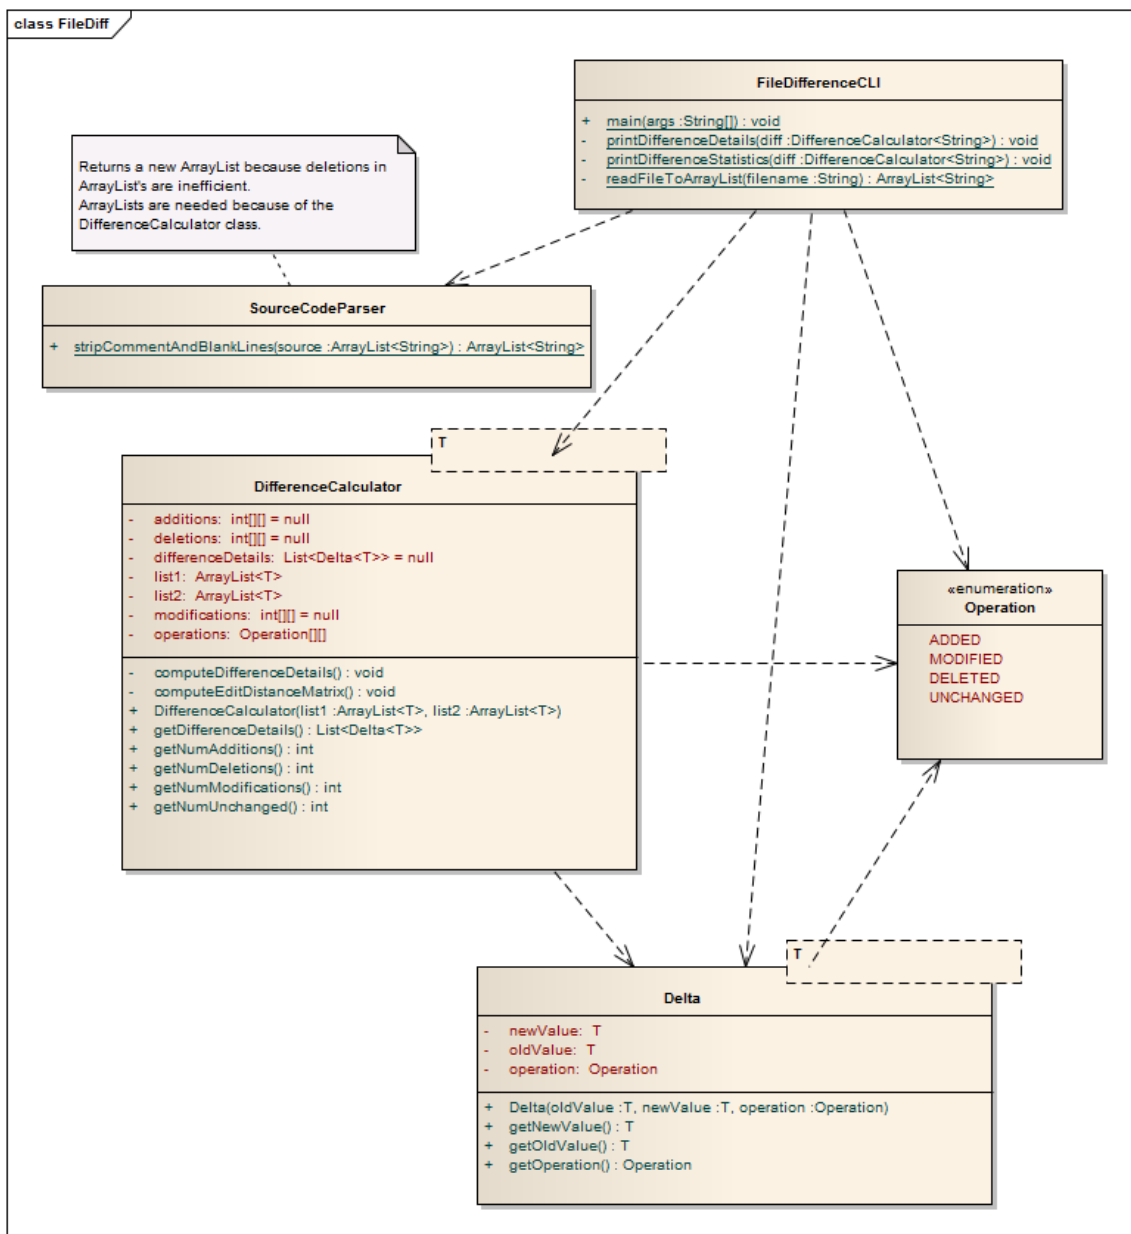 class FileDiff
FileDifferenceCLI
+ main(args :String[]) : void
- printDifferenceDetails(diff :DifferenceCalculator<String>) : void
- printDifferenceStatistics(diff :DifferenceCalculator<String>) : void
- readFileToArrayList(filename :String) : ArrayList<String>
Returns a new ArrayList because deletions in
ArrayList's are inefficient.
ArrayLists are needed because of the
DifferenceCalculator class.
SourceCodeParser
+ stripCommentAndBlankLines(source :ArrayList<String>) : ArrayList<String>
T
DifferenceCalculator
- additions: int[][] = null
- deletions: int[][] = null
- differenceDetails: List<Delta<T>> = null
- list1: ArrayList<T>
- list2: ArrayList<T>
- modifications: int[][] = null
- operations: Operation[][]
- computeDifferenceDetails() : void
- computeEditDistanceMatrix() : void
+ DifferenceCalculator(list1 :ArrayList<T>, list2 :ArrayList<T>)
+ getDifferenceDetails() : List<Delta<T>>
+ getNumAdditions() : int
+ getNumDeletions() : int
+ getNumModifications() : int
+ getNumUnchanged() : int
«enumeration»
Operation
ADDED
MODIFIED
DELETED
UNCHANGED
T
Delta
- newValue: T
- oldValue: T
- operation: Operation
+ Delta(oldValue :T, newValue :T, operation :Operation)
+ getNewValue() : T
+ getOldValue() : T
+ getOperation() : Operation